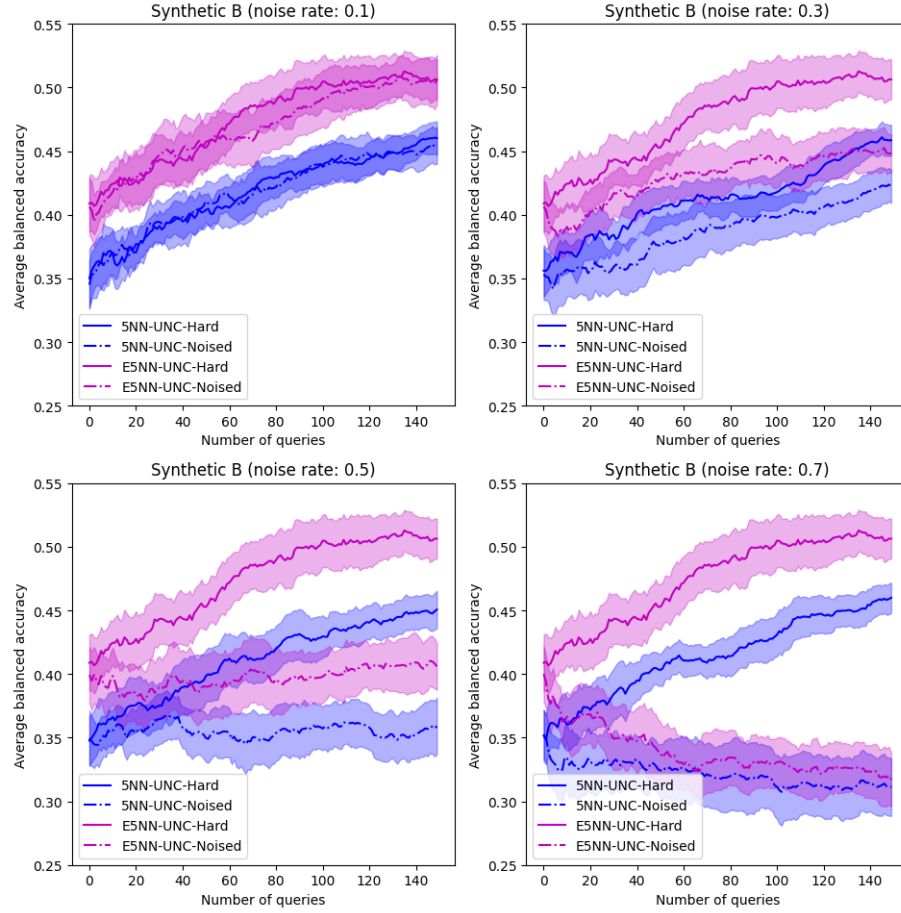 Synthetic B (noise rate: 0.1)
0.55
0.50
0.45
0.40
0.35
0.30
0.25
Average balanced accuracy
0 20 40 60 80 100 120 140
Number of queries
5NN-UNC-Hard
5NN-UNC-Noised
E5NN-UNC-Hard
E5NN-UNC-Noised
Synthetic B (noise rate: 0.3)
0.55
0.50
0.45
0.40
0.35
0.30
0.25
Average balanced accuracy
0 20 40 60 80 100 120 140
Number of queries
5NN-UNC-Hard
5NN-UNC-Noised
E5NN-UNC-Hard
E5NN-UNC-Noised
Synthetic B (noise rate: 0.5)
0.55
0.50
0.45
0.40
0.35
0.30
0.25
Average balanced accuracy
0 20 40 60 80 100 120 140
Number of queries
5NN-UNC-Hard
5NN-UNC-Noised
E5NN-UNC-Hard
E5NN-UNC-Noised
Synthetic B (noise rate: 0.7)
0.55
0.50
0.45
0.40
0.35
0.30
0.25
Average balanced accuracy
0 20 40 60 80 100 120 140
Number of queries
5NN-UNC-Hard
5NN-UNC-Noised
E5NN-UNC-Hard
E5NN-UNC-Noised